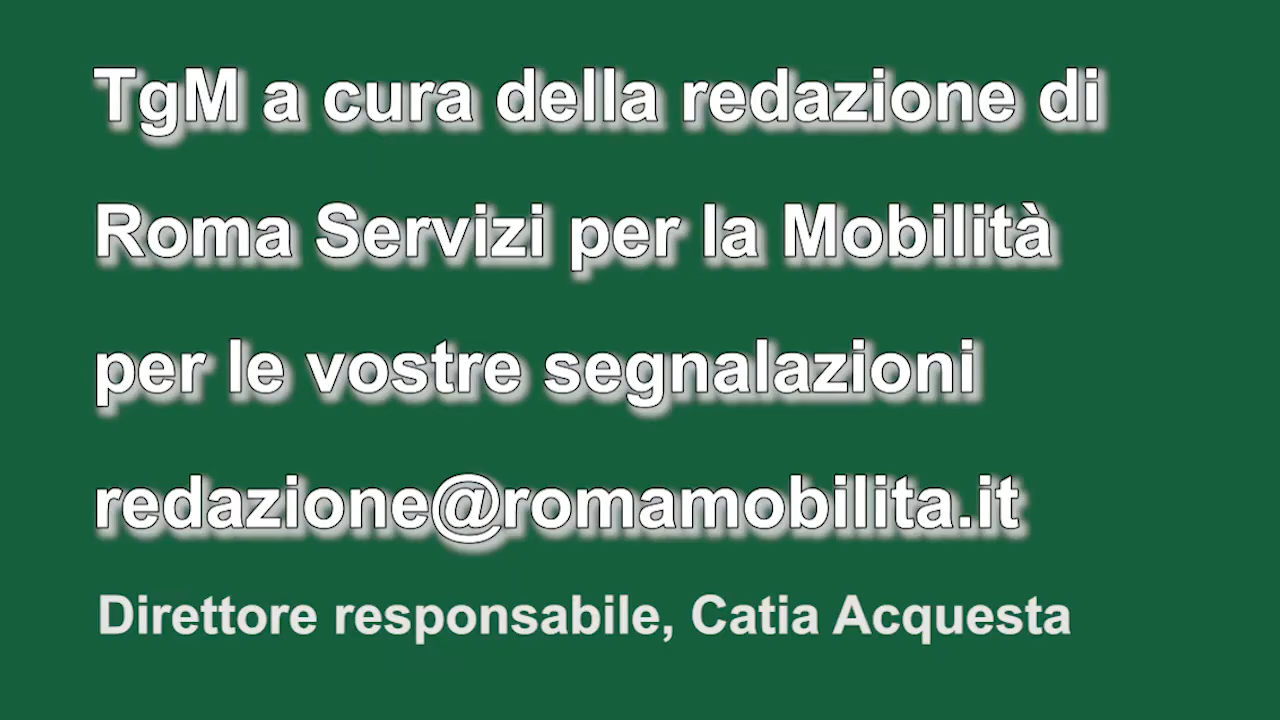 TgM a cura della redazione di
Roma Servizi per la Mobilità
per le vostre segnalazioni
redazione@romamobilita.it
Direttore responsabile, Catia Acquesta